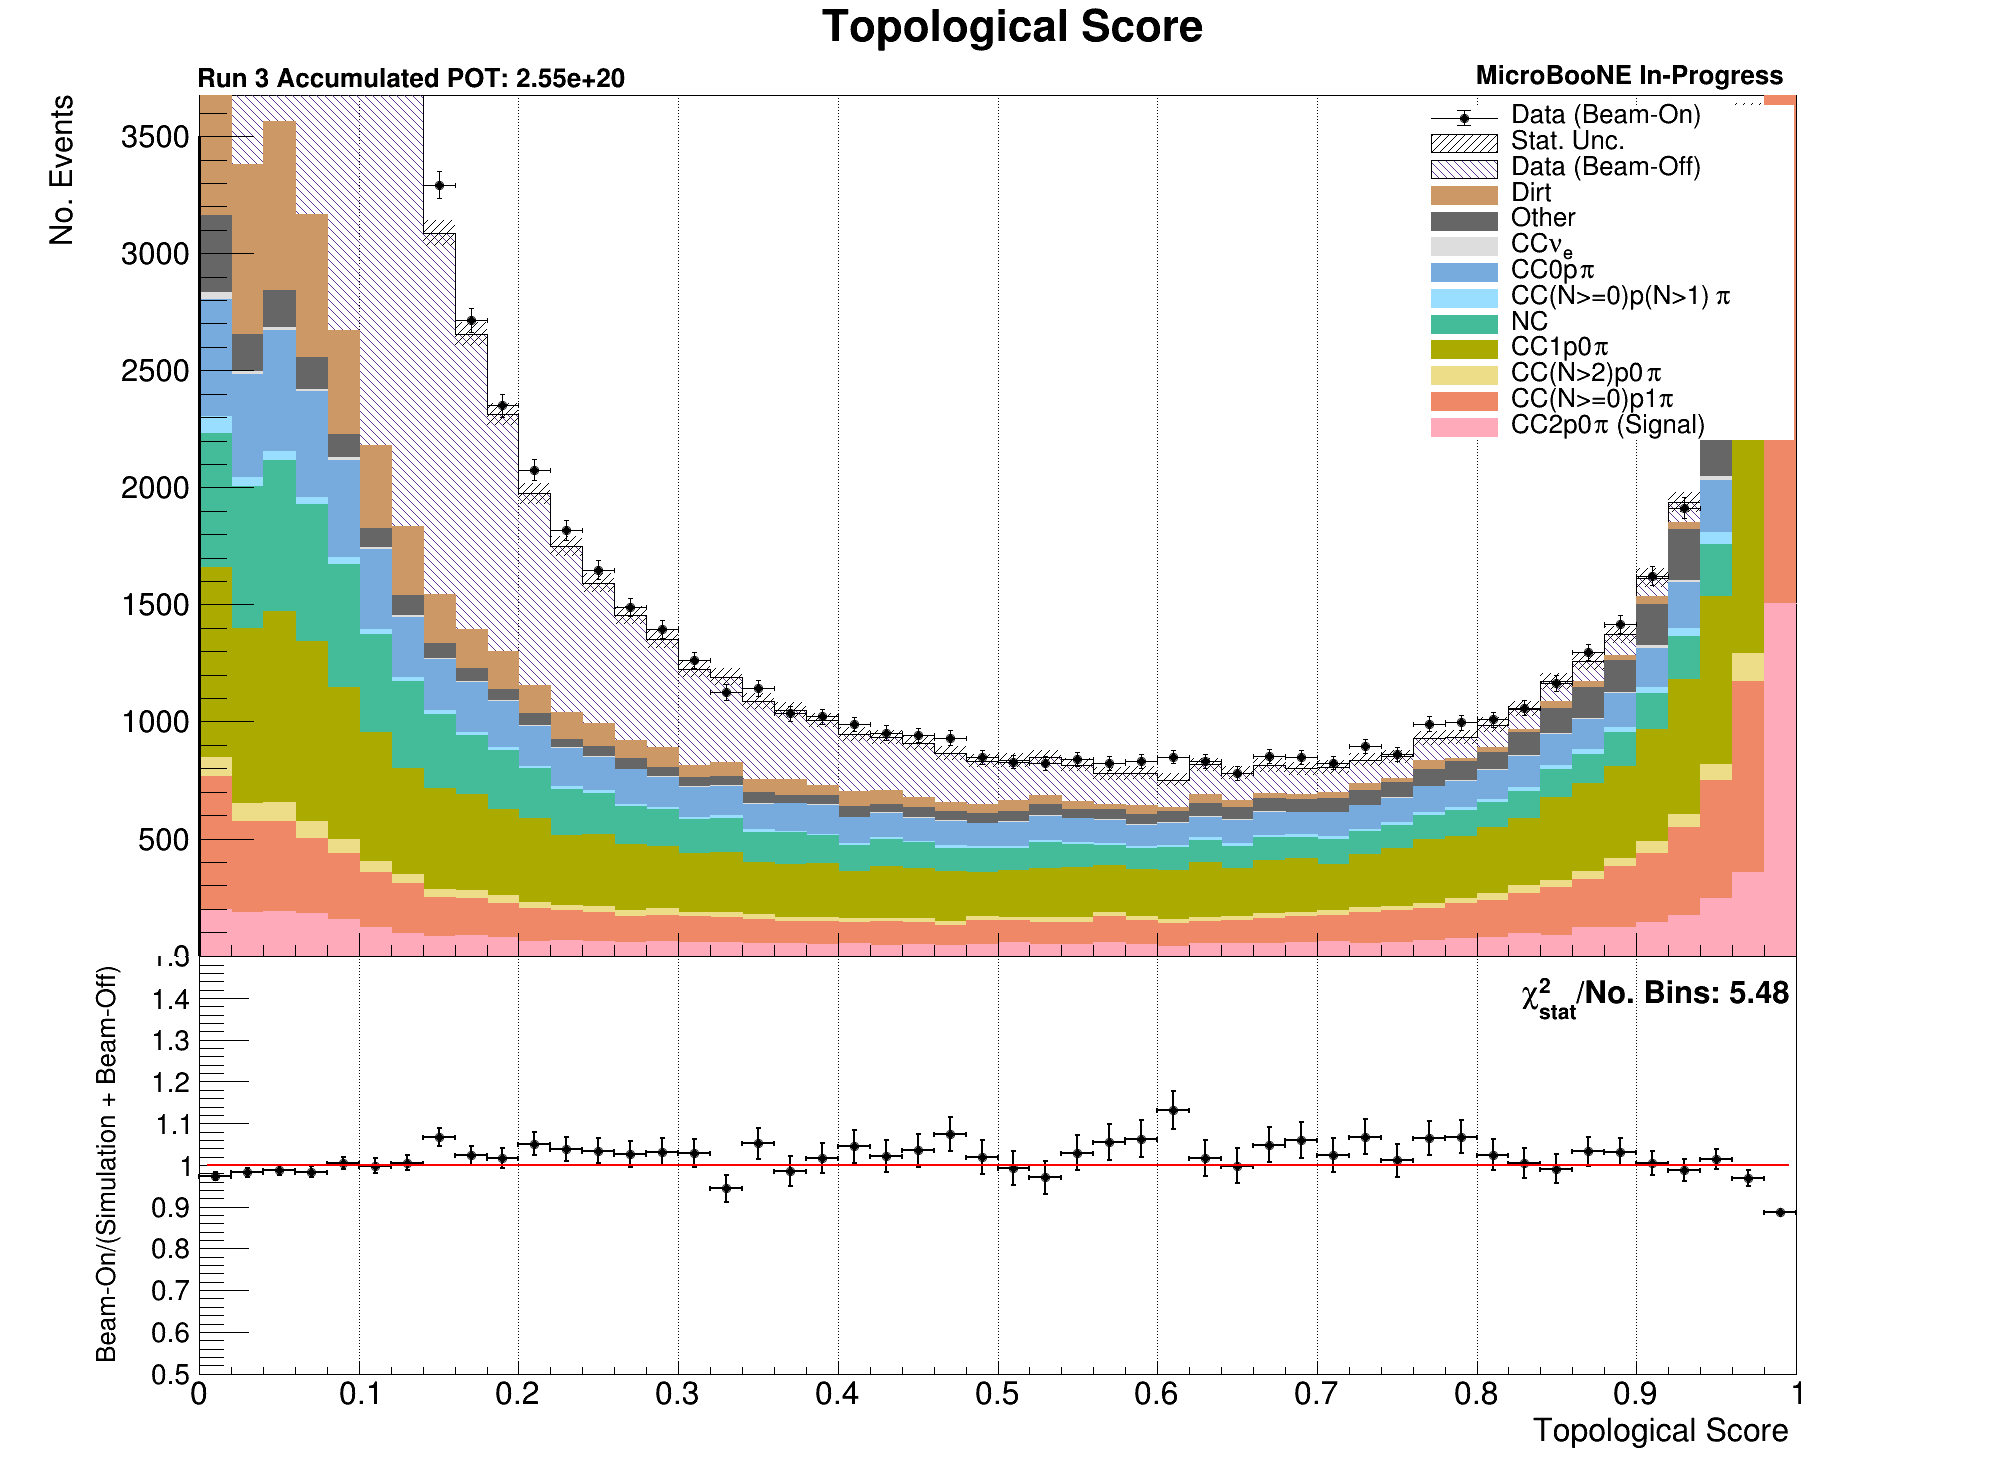 Topological Score
Run 3 Accumulated POT: 2.55e+20
MicroBooNE In-Progress
No. Events
3500
3000
2500
2000
1500
1000
500
0
Data (Beam-On)
Stat. Unc.
Data (Beam-Off)
Dirt
Other
CCνe
CC0pπ
CC(N>=0)p(N>1) π
NC
CC1p0π
CC(N>2)p0π
CC(N>=0)p1π
CC2p0π (Signal)
Beam-On/(Simulation + Beam-Off)
χ²stat/No. Bins: 5.48
1.5
1.4
1.3
1.2
1.1
1
0.9
0.8
0.7
0.6
0.5
0 0.1 0.2 0.3 0.4 0.5 0.6 0.7 0.8 0.9 1
Topological Score